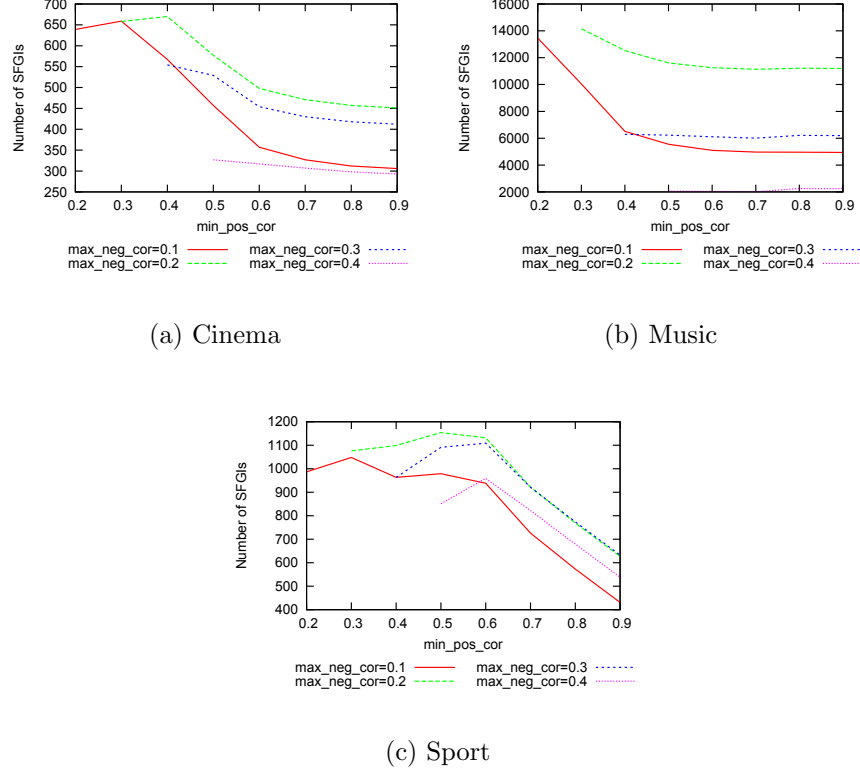 Number of SFGIs
700
650
600
550
500
450
400
350
300
250
0.2 0.3 0.4 0.5 0.6 0.7 0.8 0.9
min_pos_cor
max_neg_cor=0.1 max_neg_cor=0.3
max_neg_cor=0.2 max_neg_cor=0.4
(a) Cinema
Number of SFGIs
16000
14000
12000
10000
8000
6000
4000
2000
0.2 0.3 0.4 0.5 0.6 0.7 0.8 0.9
min_pos_cor
max_neg_cor=0.1 max_neg_cor=0.3
max_neg_cor=0.2 max_neg_cor=0.4
(b) Music
Number of SFGIs
1200
1100
1000
900
800
700
600
500
400
0.2 0.3 0.4 0.5 0.6 0.7 0.8 0.9
min_pos_cor
max_neg_cor=0.1 max_neg_cor=0.3
max_neg_cor=0.2 max_neg_cor=0.4
(c) Sport